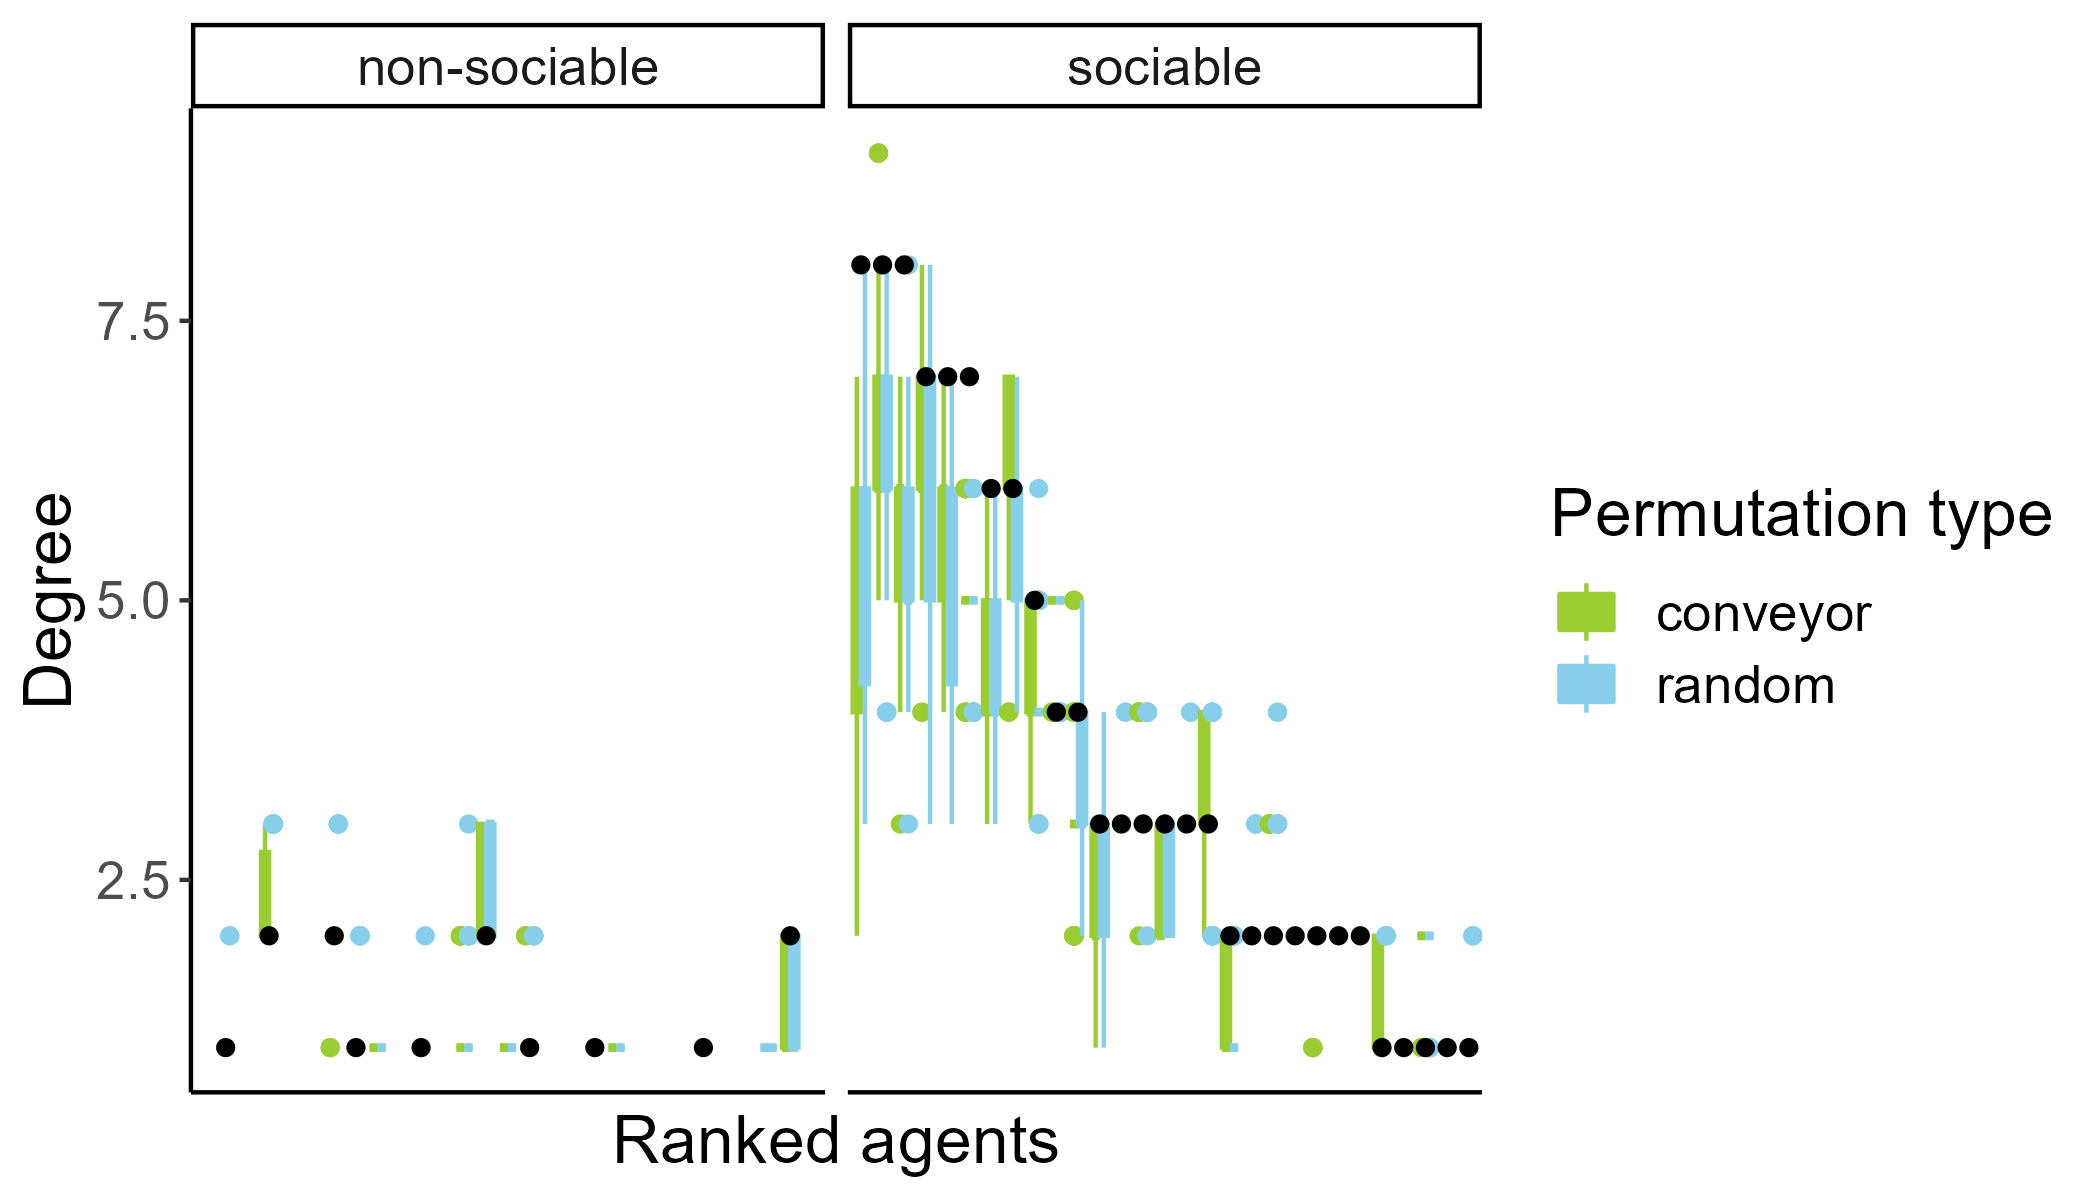 non-sociable
sociable
7.5
5.0
2.5
Degree
Ranked agents
Permutation type
conveyor
random